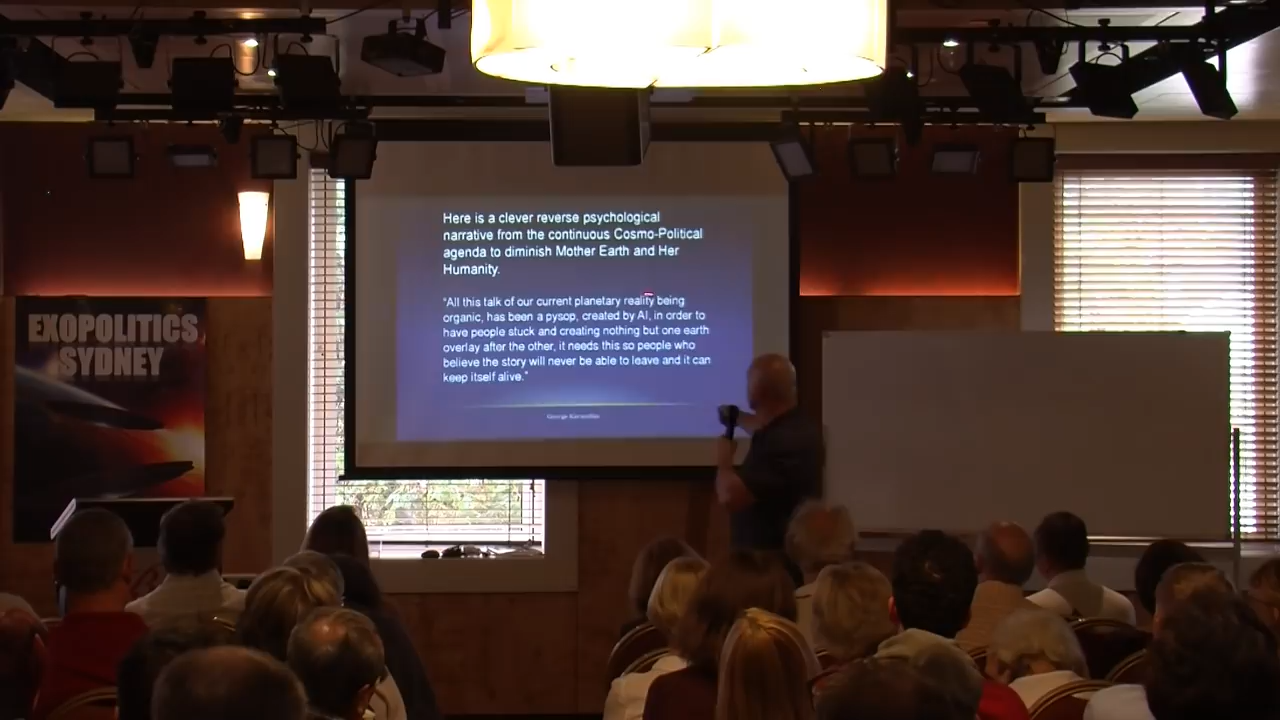 EXOPOLITICS
SYDNEY
Here is a clever reverse psychological
narrative from the continuous Cosmo-Political
agenda to diminish Mother Earth and Her
Humanity.
"All this talk of our current planetary reality being
organic, has been a pysop, created by AI, in order to
have people stuck and creating nothing but one earth
overlay after the other, it needs this so people who
believe the story will never be able to leave and it can
keep itself alive."
George